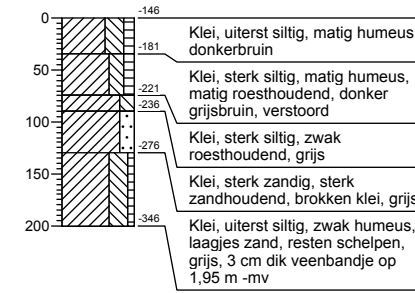 0
50
100
150
200
-146
-181
-221
-236
-276
-346
Klei, uiterst siltig, matig humeus
donkerbruin
Klei, sterk siltig, matig humeus,
matig roesthoudend, donker
grijsbruin, verstoord
Klei, sterk siltig, zwak
roesthoudend, grijs
Klei, sterk zandig, sterk
zandhoudend, brokken klei, grijs
Klei, uiterst siltig, zwak humeus,
laagjes zand, resten schelpen,
grijs, 3 cm dik veenbandje op
1,95 m -mv